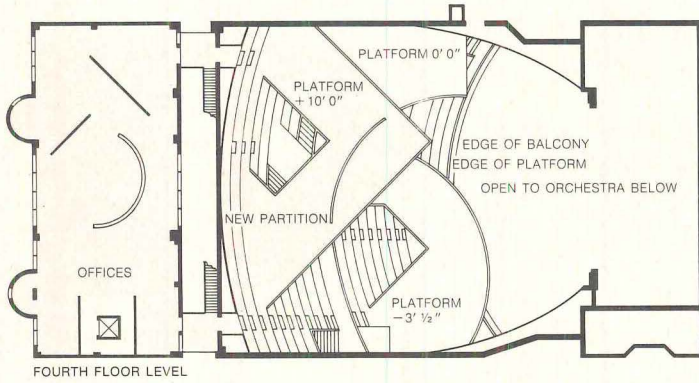 PLATFORM 0' 0"
PLATFORM
+ 10' 0"
EDGE OF BALCONY
EDGE OF PLATFORM
OPEN TO ORCHESTRA BELOW
NEW PARTITION
OFFICES
PLATFORM
− 3' ½"
FOURTH FLOOR LEVEL